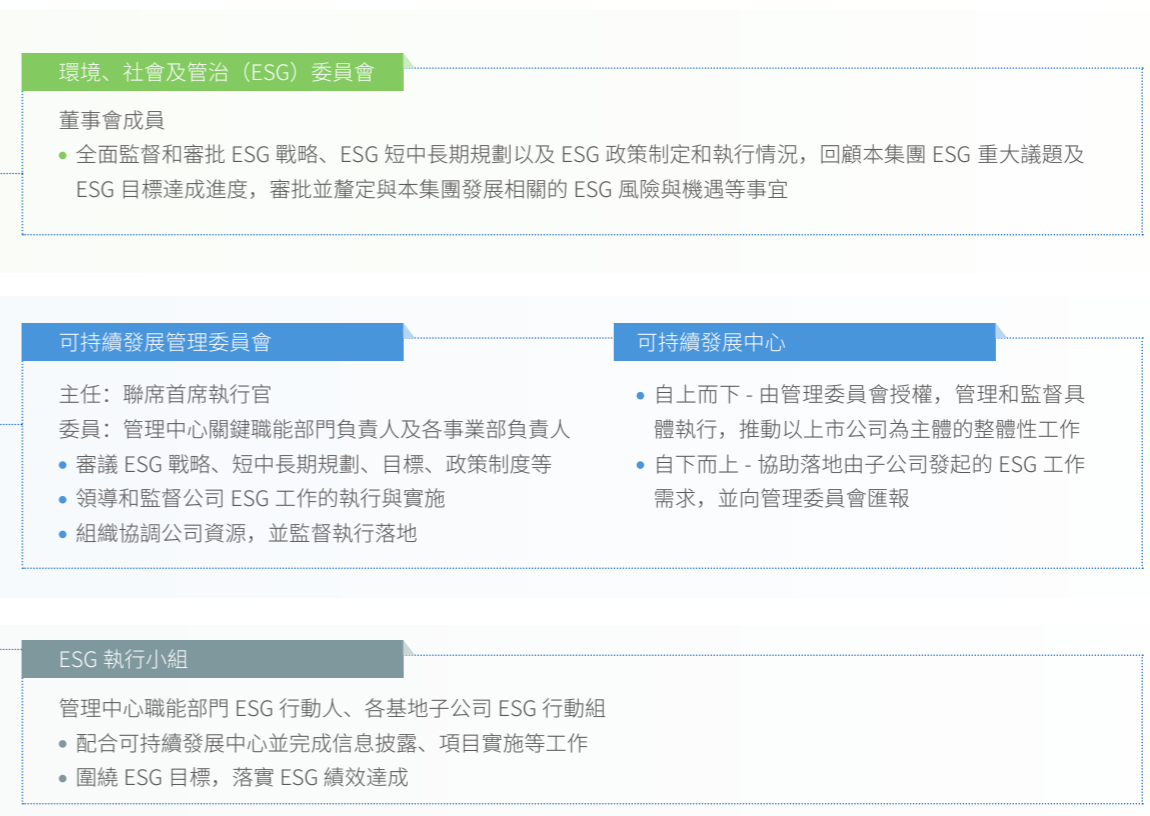 環境、社會及管治（ESG）委員會
董事會成員
• 全面監督和審批 ESG 戰略、ESG 短中長期規劃以及 ESG 政策制定和執行情況，回顧本集團 ESG 重大議題及
ESG 目標達成進度，審批並釐定與本集團發展相關的 ESG 風險與機遇等事宜
可持續發展管理委員會
主任：聯席首席執行官
委員：管理中心關鍵職能部門負責人及各事業部負責人
• 審議 ESG 戰略、短中長期規劃、目標、政策制度等
• 領導和監督公司 ESG 工作的執行與實施
• 組織協調公司資源，並監督執行落地
可持續發展中心
• 自上而下 - 由管理委員會授權，管理和監督具
體執行，推動以上市公司為主體的整體性工作
• 自下而上 - 協助落地由子公司發起的 ESG 工作
需求，並向管理委員會匯報
ESG 執行小組
管理中心職能部門 ESG 行動人、各基地子公司 ESG 行動組
• 配合可持續發展中心並完成信息披露、項目實施等工作
• 圍繞 ESG 目標，落實 ESG 績效達成